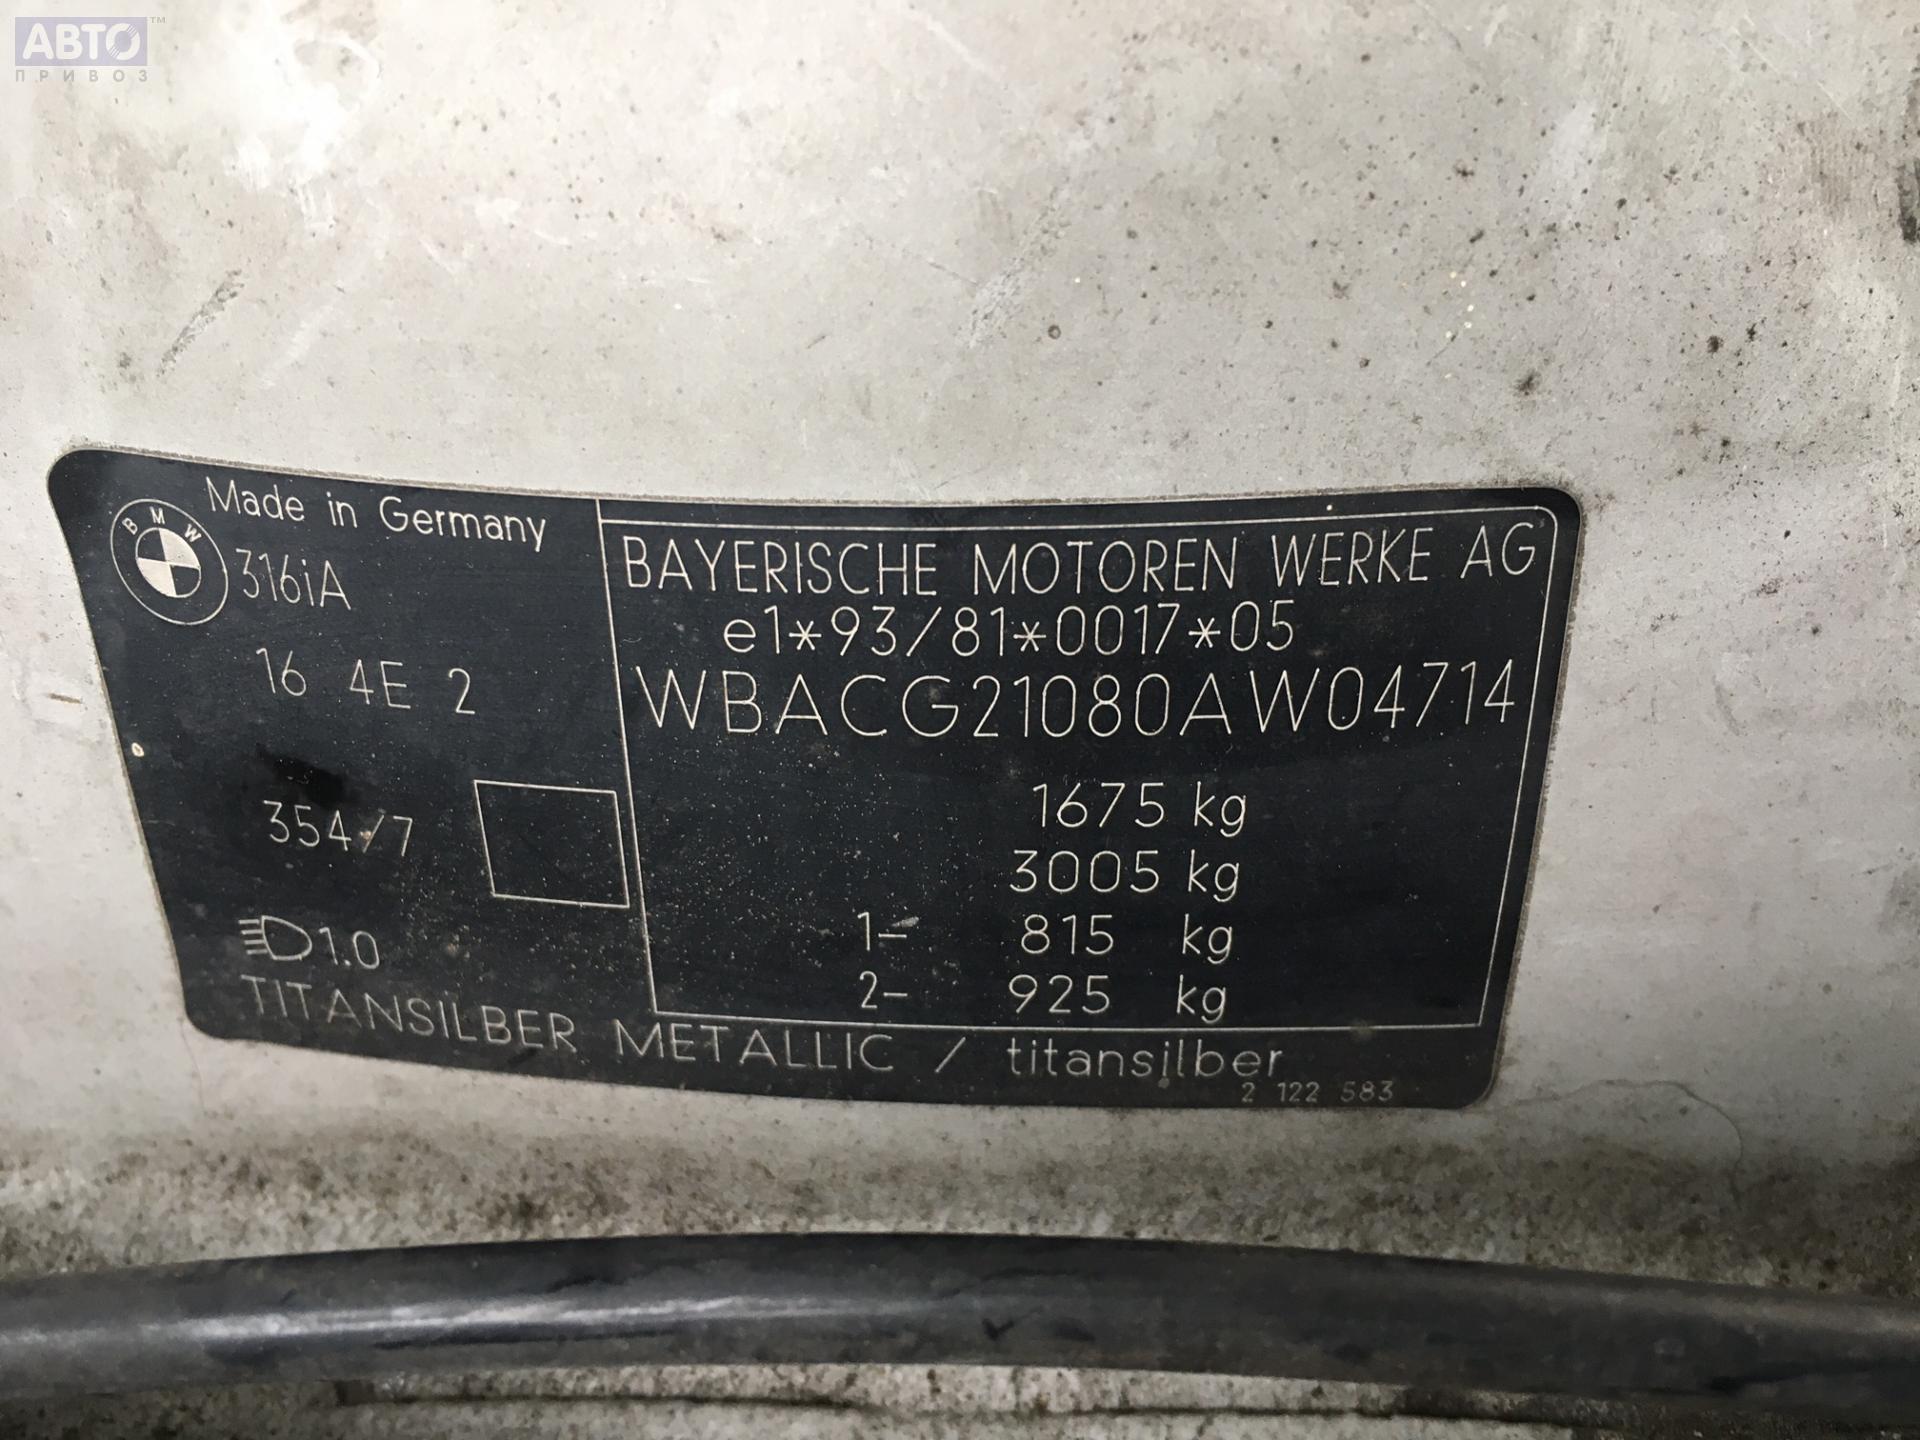 АВТО™
ПРИВОЗ
BMW
Made in Germany
316iA
16 4E 2
354/7
1.0
BAYERISCHE MOTOREN WERKE AG
e1*93/81*0017*05
WBACG21080AW04714
1675 kg
3005 kg
1- 815 kg
2- 925 kg
TITANSILBER METALLIC / titansilber
2 122 583